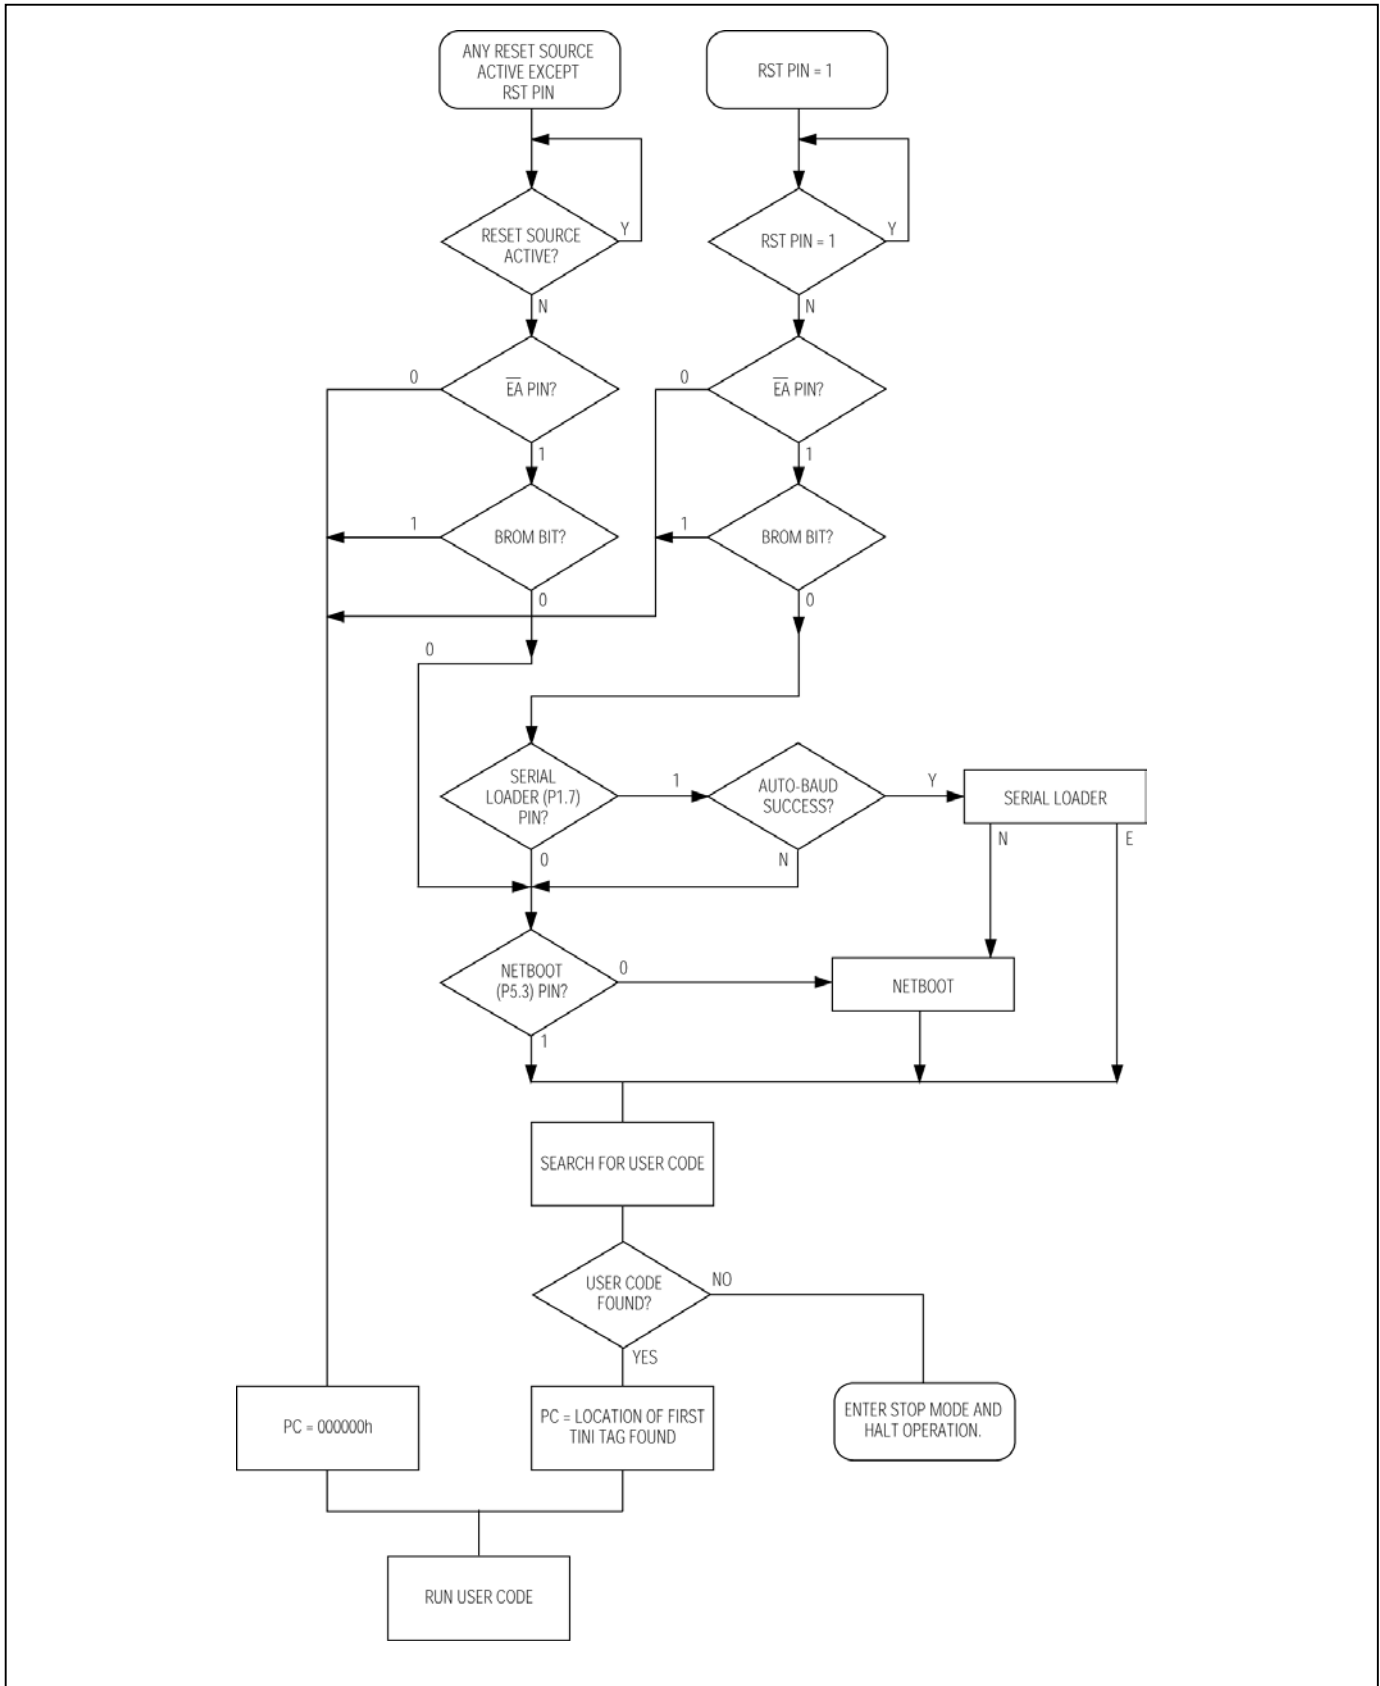 ANY RESET SOURCE
ACTIVE EXCEPT
RST PIN
RST PIN = 1
RESET SOURCE
ACTIVE?
Y
RST PIN = 1
Y
N
N
0
E̅A̅ PIN?
0
E̅A̅ PIN?
1
1
1
BROM BIT?
1
BROM BIT?
0
0
0
SERIAL
LOADER (P1.7)
PIN?
1
AUTO-BAUD
SUCCESS?
Y
SERIAL LOADER
0
N
N
E
NETBOOT
(P5.3) PIN?
0
NETBOOT
1
SEARCH FOR USER CODE
USER CODE
FOUND?
NO
YES
PC = 000000h
PC = LOCATION OF FIRST
TINI TAG FOUND
ENTER STOP MODE AND
HALT OPERATION.
RUN USER CODE